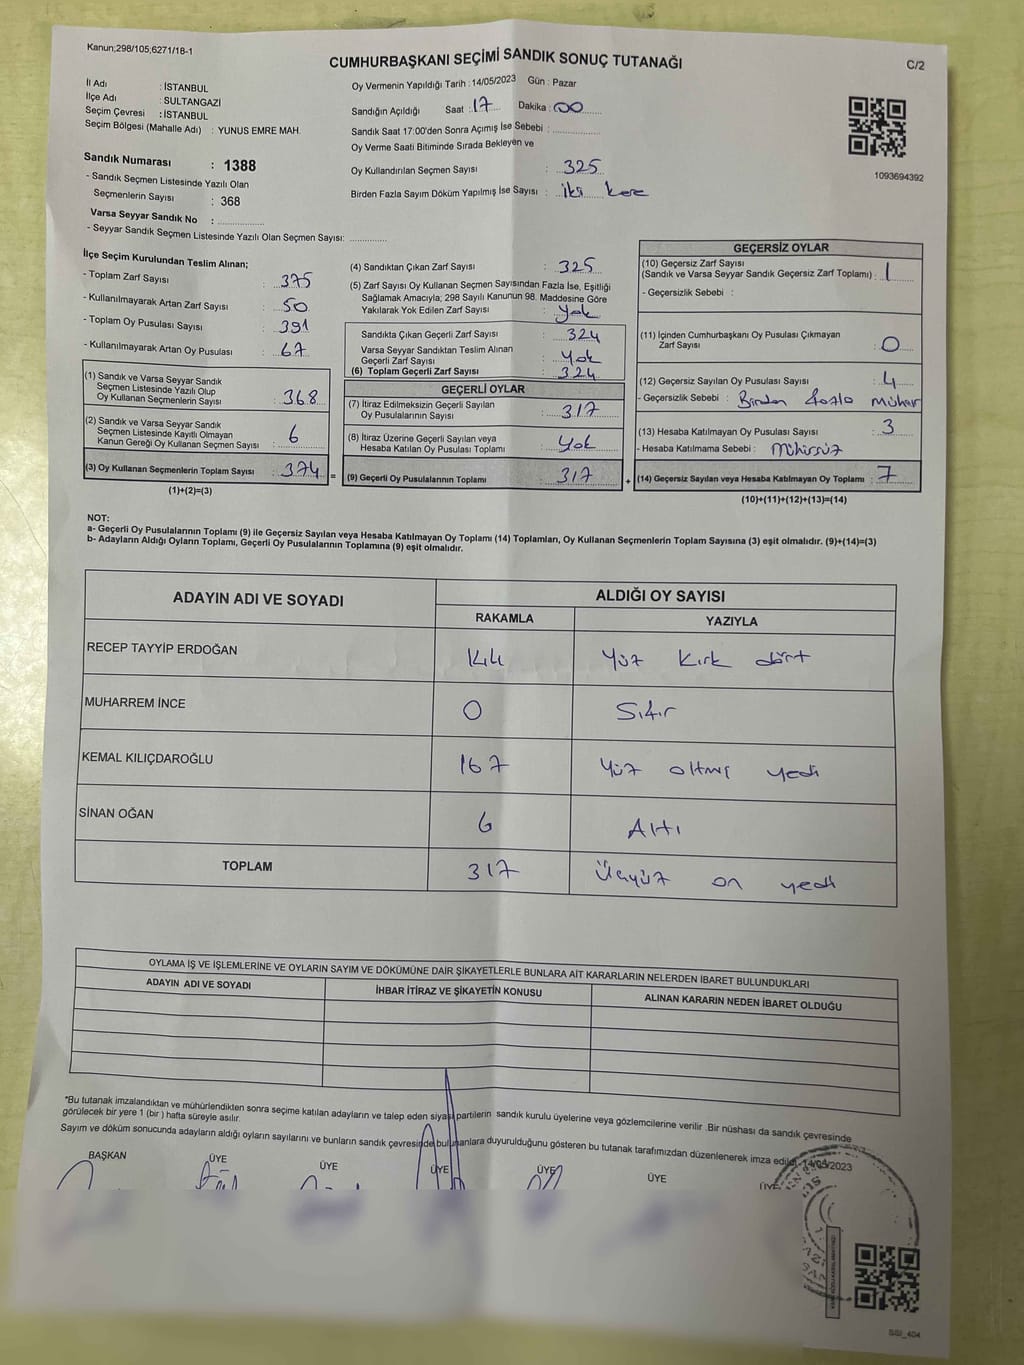 Kanun;298/105;6271/18-1
CUMHURBAŞKANI SEÇİMİ SANDIK SONUÇ TUTANAĞI
C/2
İl Adı : İSTANBUL
İlçe Adı : SULTANGAZİ
Seçim Çevresi : İSTANBUL
Seçim Bölgesi (Mahalle Adı) : YUNUS EMRE MAH.
Sandık Numarası : 1388
- Sandık Seçmen Listesinde Yazılı Olan
Seçmenlerin Sayısı : 368
Varsa Seyyar Sandık No : ..................
- Seyyar Sandık Seçmen Listesinde Yazılı Olan Seçmen Sayısı: ..............
Oy Vermenin Yapıldığı Tarih : 14/05/2023 Gün : Pazar
Sandığın Açıldığı Saat : 17 Dakika : 00
Sandık Saat 17:00'den Sonra Açımış İse Sebebi : ..................
Oy Verme Saati Bitiminde Sırada Bekleyen ve
Oy Kullandırılan Seçmen Sayısı : 325
Birden Fazla Sayım Döküm Yapılmış İse Sayısı : iki kere
1093694392
İlçe Seçim Kurulundan Teslim Alınan;
- Toplam Zarf Sayısı : 375
- Kullanılmayarak Artan Zarf Sayısı : 50
- Toplam Oy Pusulası Sayısı : 391
- Kullanılmayarak Artan Oy Pusulası : 67
(1) Sandık ve Varsa Seyyar Sandık
Seçmen Listesinde Yazılı Olup
Oy Kullanan Seçmenlerin Sayısı : 368
(2) Sandık ve Varsa Seyyar Sandık
Seçmen Listesinde Kayıtlı Olmayan
Kanun Gereği Oy Kullanan Seçmen Sayısı : 6
(3) Oy Kullanan Seçmenlerin Toplam Sayısı : 374 =
(1)+(2)=(3)
(4) Sandıktan Çıkan Zarf Sayısı : 325
(5) Zarf Sayısı Oy Kullanan Seçmen Sayısından Fazla İse, Eşitliği
Sağlamak Amacıyla; 298 Sayılı Kanunun 98. Maddesine Göre
Yakılarak Yok Edilen Zarf Sayısı : Yok
Sandıkta Çıkan Geçerli Zarf Sayısı : 324
Varsa Seyyar Sandıktan Teslim Alınan
Geçerli Zarf Sayısı : Yok
(6) Toplam Geçerli Zarf Sayısı : 324
GEÇERLİ OYLAR
(7) İtiraz Edilmeksizin Geçerli Sayılan
Oy Pusulalarının Sayısı : 317
(8) İtiraz Üzerine Geçerli Sayılan veya
Hesaba Katılan Oy Pusulası Toplamı : Yok
(9) Geçerli Oy Pusulalarının Toplamı : 317 +
GEÇERSİZ OYLAR
(10) Geçersiz Zarf Sayısı
(Sandık ve Varsa Seyyar Sandık Geçersiz Zarf Toplamı) : 1
- Geçersizlik Sebebi :
(11) İçinden Cumhurbaşkanı Oy Pusulası Çıkmayan
Zarf Sayısı : 0
(12) Geçersiz Sayılan Oy Pusulası Sayısı : 4
- Geçersizlik Sebebi : Birden fazla mühür
(13) Hesaba Katılmayan Oy Pusulası Sayısı : 3
- Hesaba Katılmama Sebebi : Mühürsüz
(14) Geçersiz Sayılan veya Hesaba Katılmayan Oy Toplamı : 7
(10)+(11)+(12)+(13)=(14)
NOT:
a- Geçerli Oy Pusulalarının Toplamı (9) ile Geçersiz Sayılan veya Hesaba Katılmayan Oy Toplamı (14) Toplamları, Oy Kullanan Seçmenlerin Toplam Sayısına (3) eşit olmalıdır. (9)+(14)=(3)
b- Adayların Aldığı Oyların Toplamı, Geçerli Oy Pusulalarının Toplamına (9) eşit olmalıdır.
ADAYIN ADI VE SOYADI ALDIĞI OY SAYISI
RAKAMLA YAZIYLA
RECEP TAYYİP ERDOĞAN 144 Yüz Kırk dört
MUHARREM İNCE 0 Sıfır
KEMAL KILIÇDAROĞLU 167 Yüz altmış yedi
SİNAN OĞAN 6 Altı
TOPLAM 317 Üçyüz on yedi
OYLAMA İŞ VE İŞLEMLERİNE VE OYLARIN SAYIM VE DÖKÜMÜNE DAİR ŞİKAYETLERLE BUNLARA AİT KARARLARIN NELERDEN İBARET BULUNDUKLARI
ADAYIN ADI VE SOYADI İHBAR İTİRAZ VE ŞİKAYETİN KONUSU ALINAN KARARIN NEDEN İBARET OLDUĞU
*Bu tutanak imzalandıktan ve mühürlendikten sonra seçime katılan adayların ve talep eden siyasi partilerin sandık kurulu üyelerine veya gözlemcilerine verilir .Bir nüshası da sandık çevresinde
görülecek bir yere 1 (bir ) hafta süreyle asılır.
Sayım ve döküm sonucunda adayların aldığı oyların sayılarını ve bunların sandık çevresinde bulunanlara duyurulduğunu gösteren bu tutanak tarafımızdan düzenlenerek imza edildi. 14/05/2023
BAŞKAN ÜYE ÜYE ÜYE ÜYE ÜYE ÜYE
SSI_404